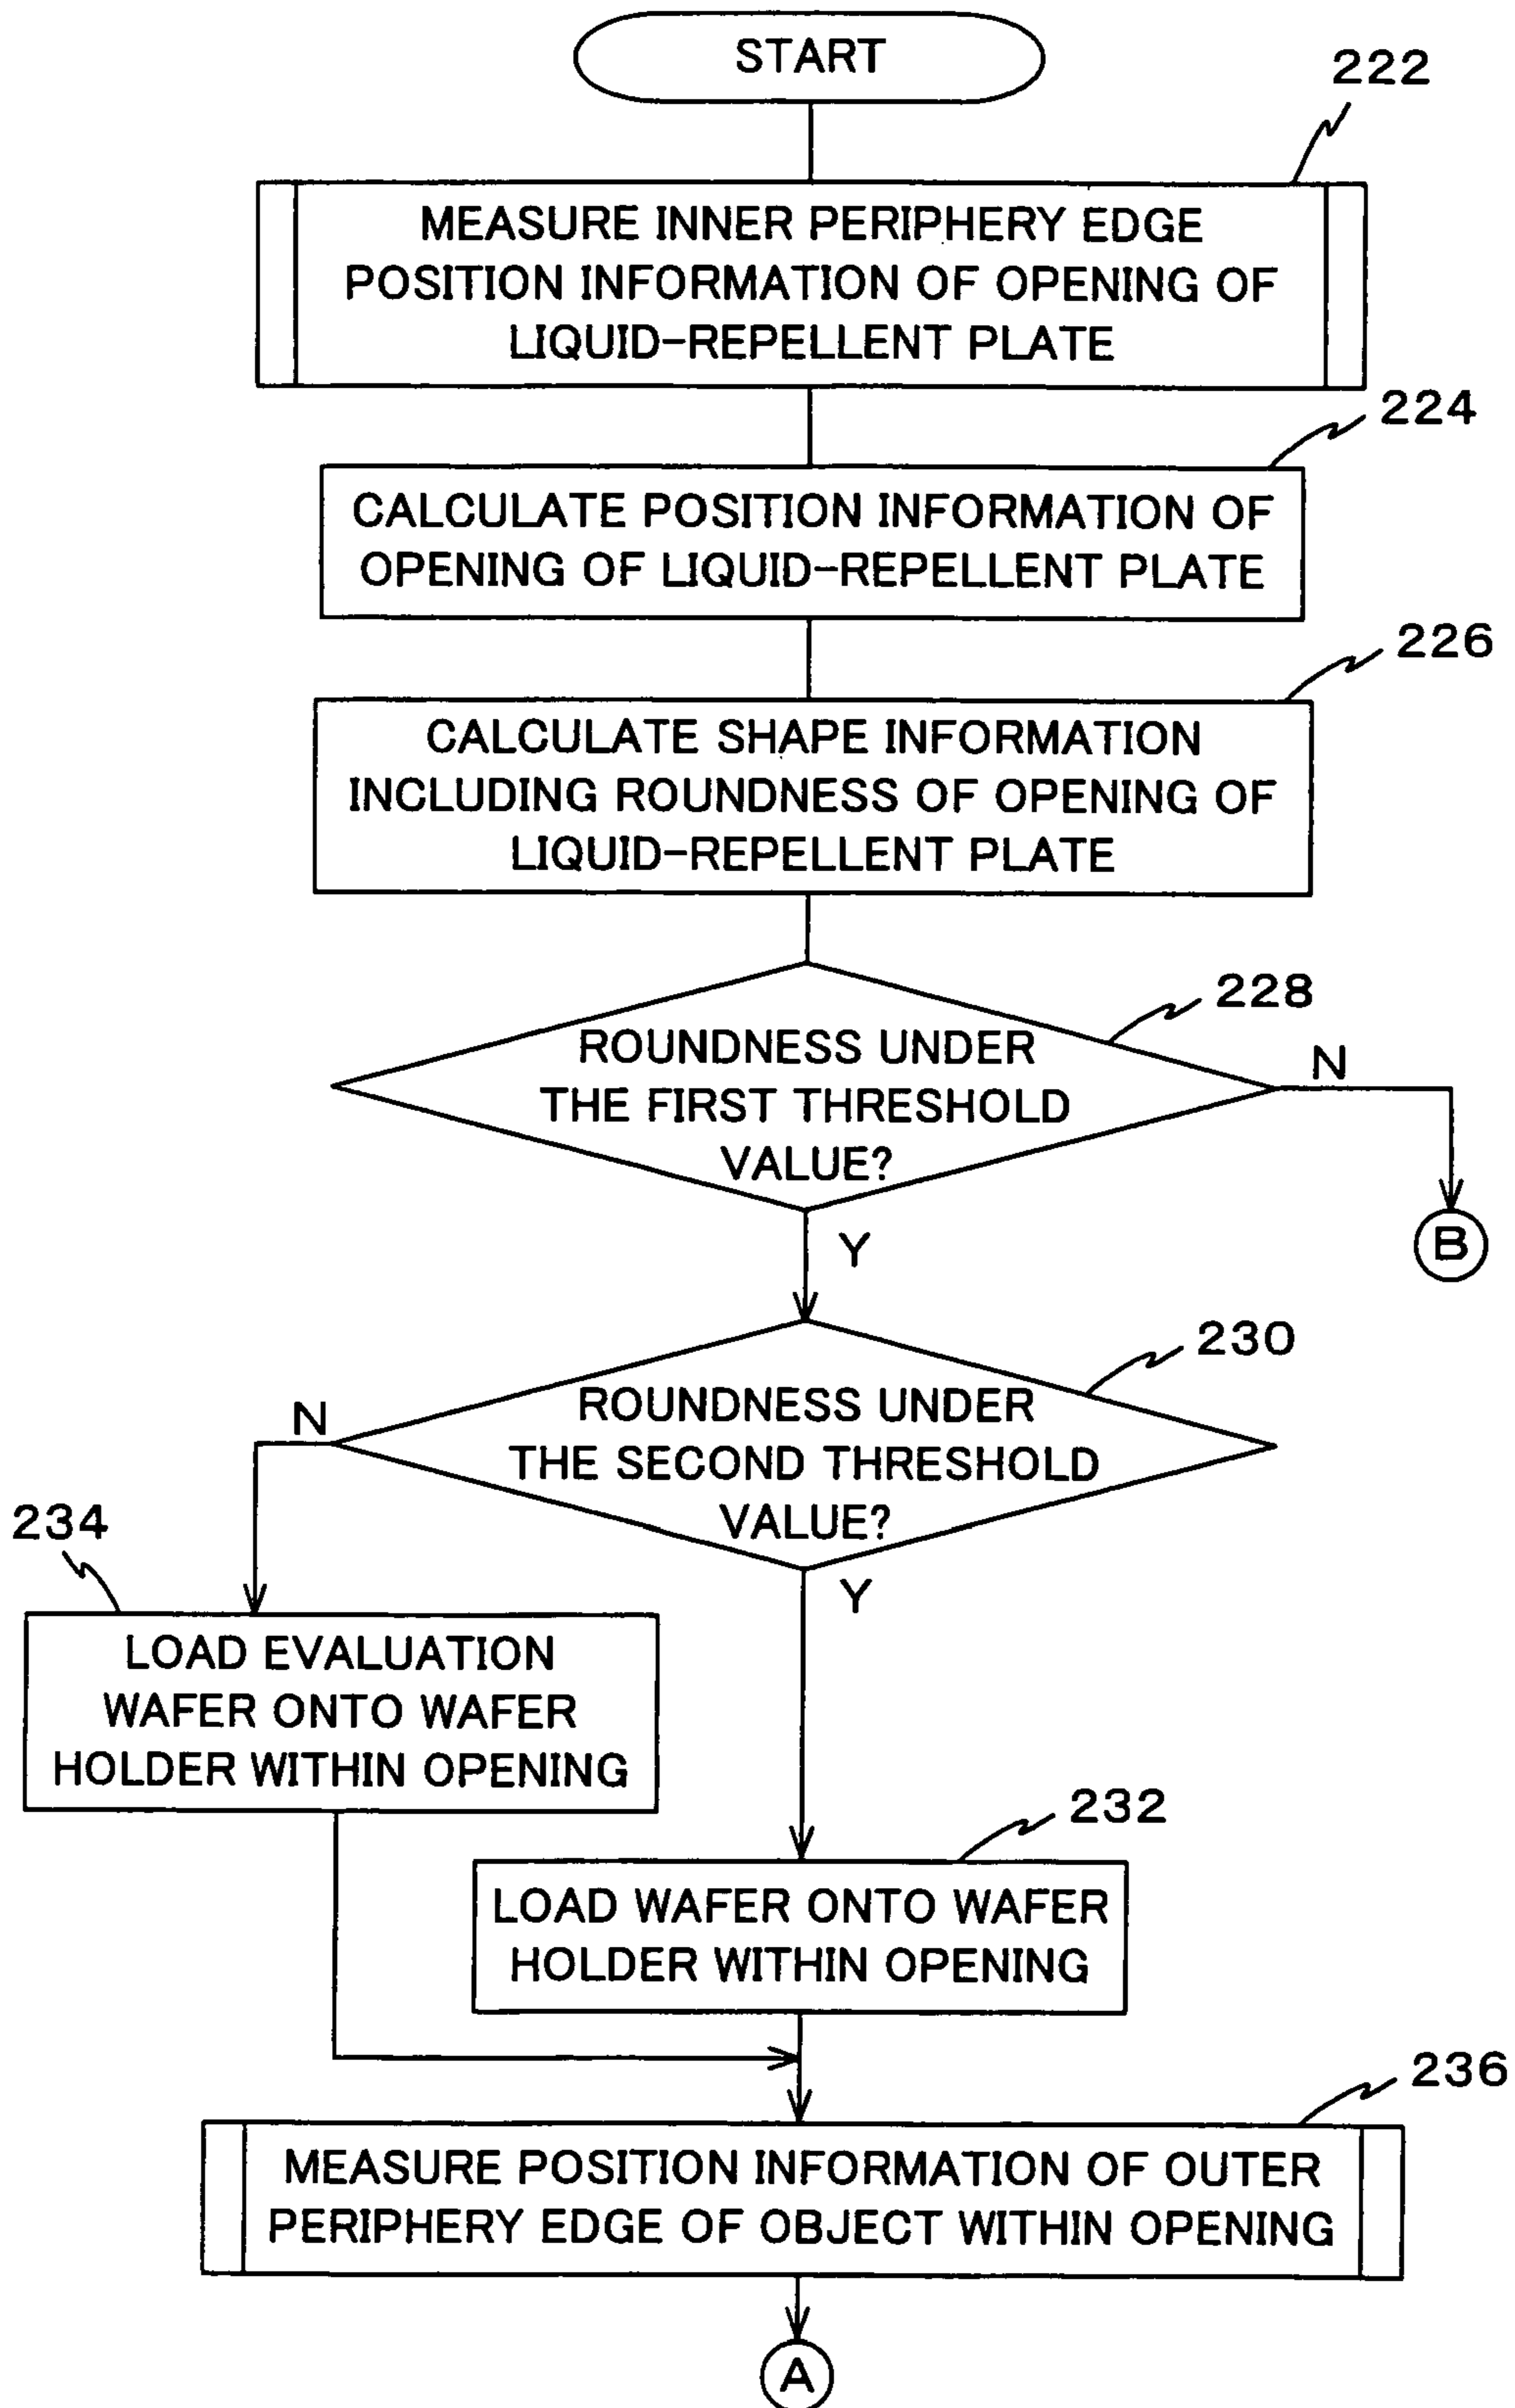 START
222
MEASURE INNER PERIPHERY EDGE
POSITION INFORMATION OF OPENING OF
LIQUID-REPELLENT PLATE
224
CALCULATE POSITION INFORMATION OF
OPENING OF LIQUID-REPELLENT PLATE
226
CALCULATE SHAPE INFORMATION
INCLUDING ROUNDNESS OF OPENING OF
LIQUID-REPELLENT PLATE
228
ROUNDNESS UNDER
THE FIRST THRESHOLD
VALUE?
N
B
Y
230
ROUNDNESS UNDER
THE SECOND THRESHOLD
VALUE?
N
Y
234
LOAD EVALUATION
WAFER ONTO WAFER
HOLDER WITHIN OPENING
232
LOAD WAFER ONTO WAFER
HOLDER WITHIN OPENING
236
MEASURE POSITION INFORMATION OF OUTER
PERIPHERY EDGE OF OBJECT WITHIN OPENING
A